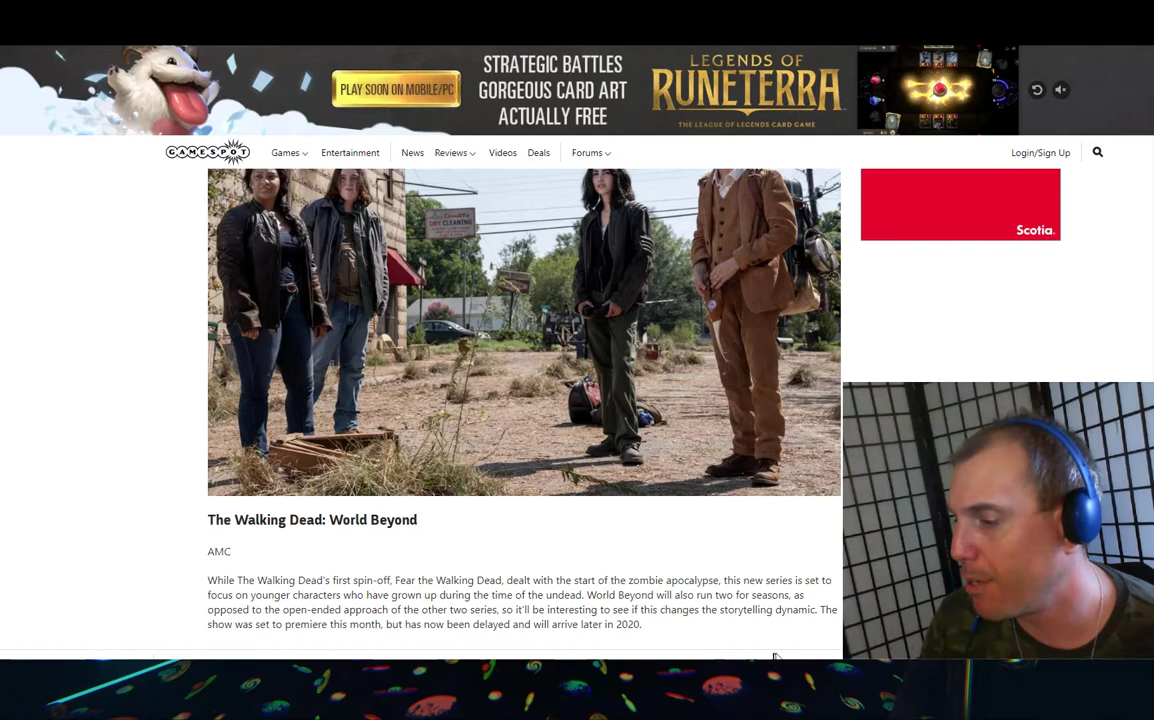 STRATEGIC BATTLES
GORGEOUS CARD ART
ACTUALLY FREE
PLAY SOON ON MOBILE/PC
LEGENDS OF
RUNETERRA
THE LEAGUE OF LEGENDS CARD GAME
GAMESPOT
Games
Entertainment
News
Reviews
Videos
Deals
Forums
Login/Sign Up
Quality
DRY CLEANING
Scotia.
The Walking Dead: World Beyond
AMC
While The Walking Dead's first spin-off, Fear the Walking Dead, dealt with the start of the zombie apocalypse, this new series is set to
focus on younger characters who have grown up during the time of the undead. World Beyond will also run two for seasons, as
opposed to the open-ended approach of the other two series, so it'll be interesting to see if this changes the storytelling dynamic. The
show was set to premiere this month, but has now been delayed and will arrive later in 2020.